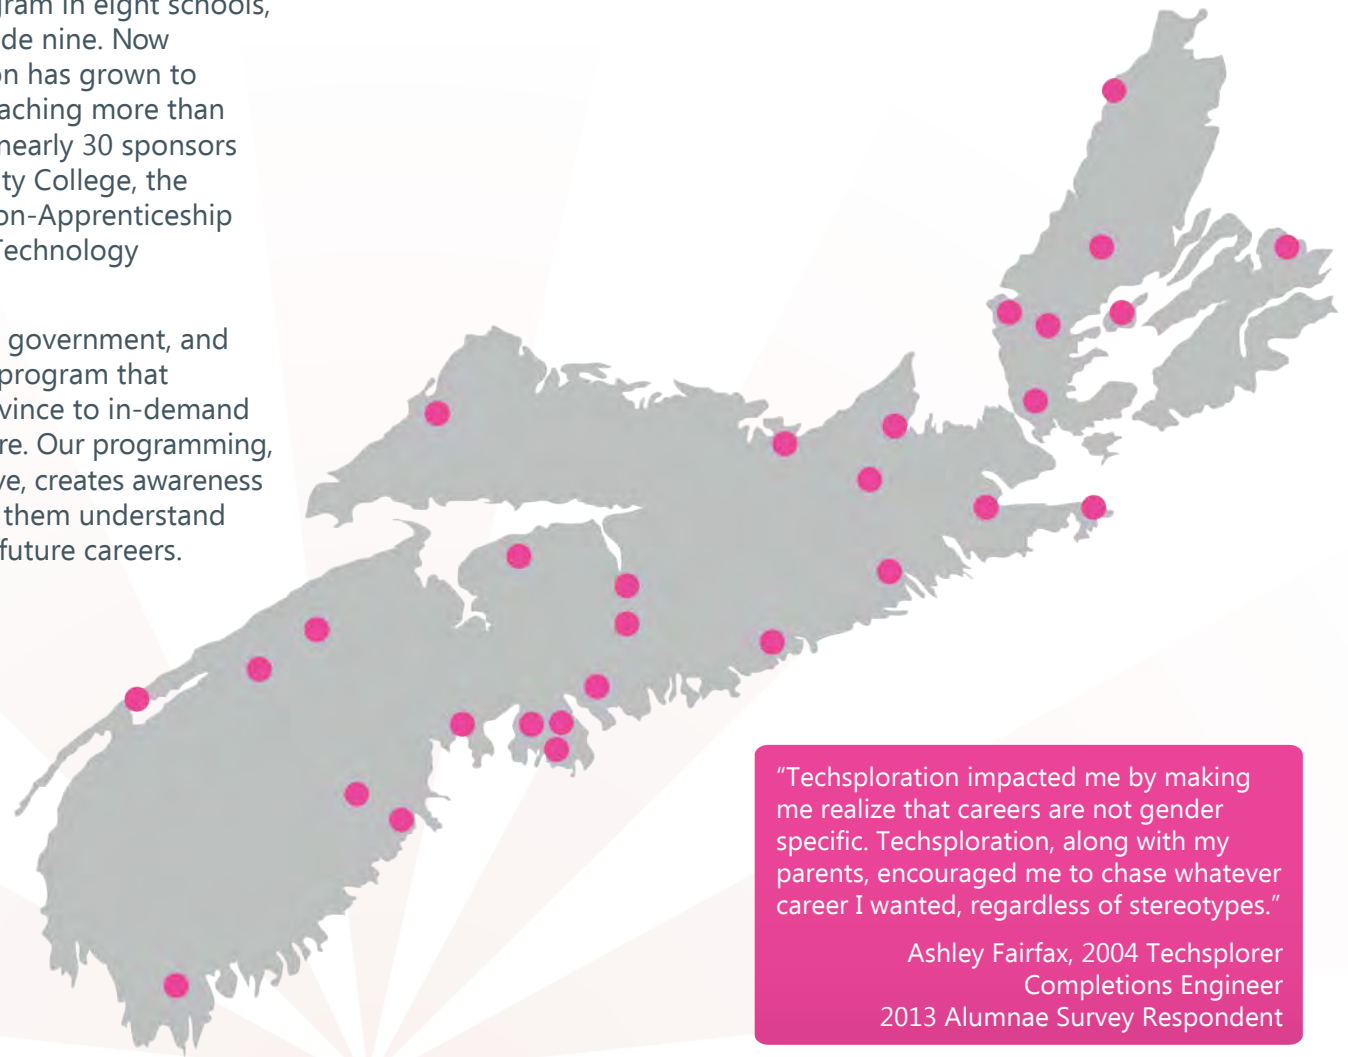 gram in eight schools,
de nine. Now
on has grown to
eaching more than
nearly 30 sponsors
ty College, the
on-Apprenticeship
Technology
government, and
program that
vince to in-demand
re. Our programming,
ve, creates awareness
them understand
future careers.
“Techsploration impacted me by making
me realize that careers are not gender
specific. Techsploration, along with my
parents, encouraged me to chase whatever
career I wanted, regardless of stereotypes.”
Ashley Fairfax, 2004 Techsplorer
Completions Engineer
2013 Alumnae Survey Respondent